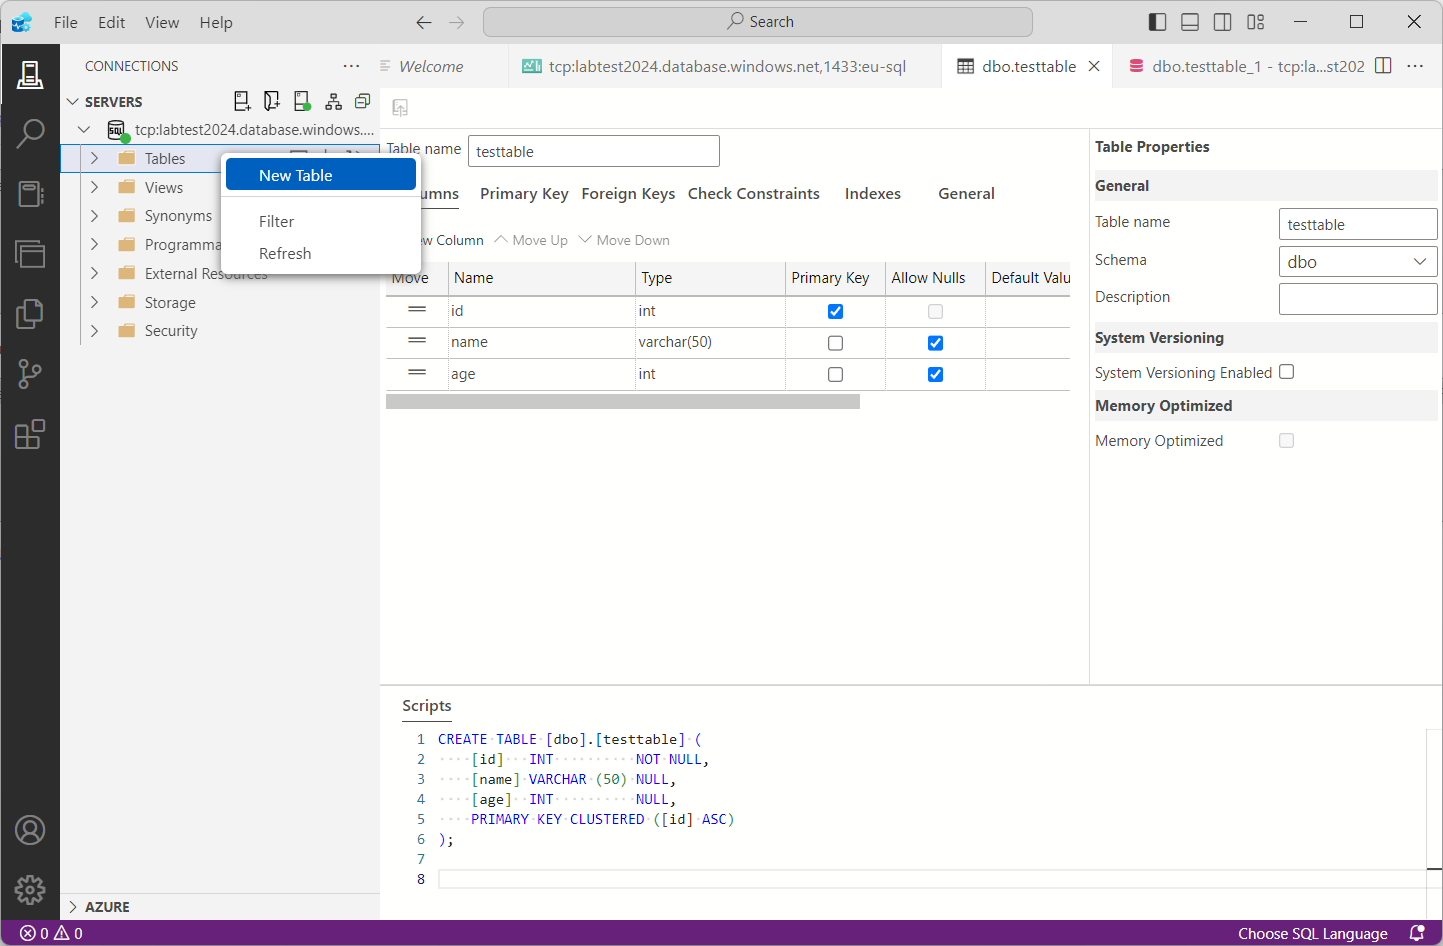 File Edit View Help Search
CONNECTIONS
Welcome
tcp:labtest2024.database.windows.net,1433:eu-sql
dbo.testtable
dbo.testtable_1 - tcp:la...st202
SERVERS
tcp:labtest2024.database.windows....
Tables
Views
Synonyms
Programma
External Resources
Storage
Security
New Table
Filter
Refresh
Table name testtable
umns Primary Key Foreign Keys Check Constraints Indexes General
ew Column Move Up Move Down
Move Name Type Primary Key Allow Nulls Default Valu
id int
name varchar(50)
age int
Table Properties
General
Table name testtable
Schema dbo
Description
System Versioning
System Versioning Enabled
Memory Optimized
Memory Optimized
Scripts
1 CREATE TABLE [dbo].[testtable] (
2 [id] INT NOT NULL,
3 [name] VARCHAR (50) NULL,
4 [age] INT NULL,
5 PRIMARY KEY CLUSTERED ([id] ASC)
6 );
7
8
AZURE
0 0
Choose SQL Language